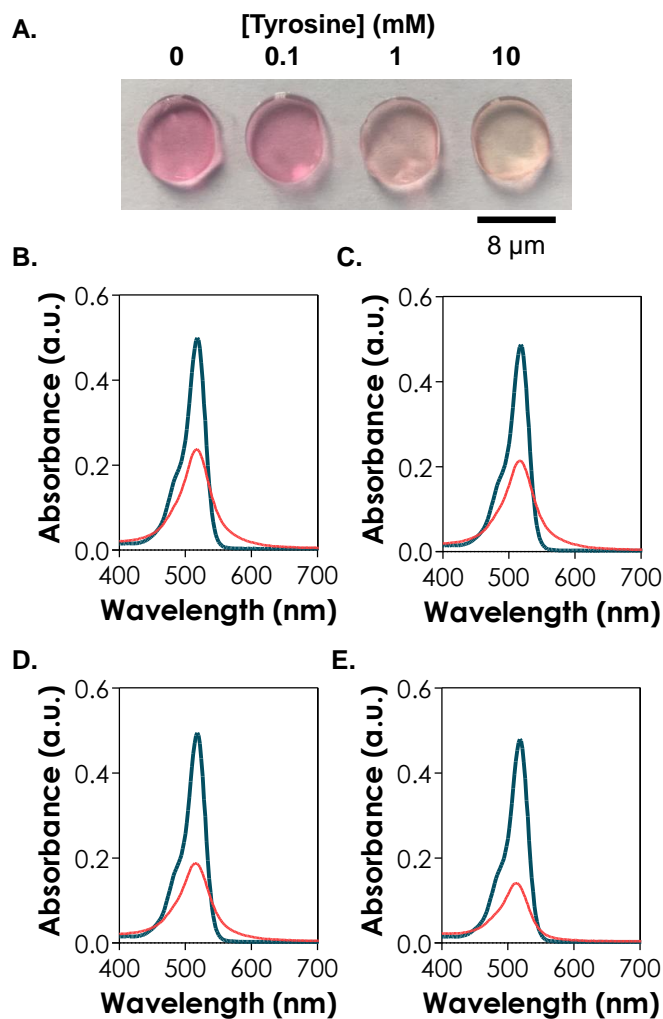 A.
[Tyrosine] (mM)
0 0.1 1 10
8 µm
B. C.
Absorbance (a.u.)
0.6
0.4
0.2
0.0
400 500 600 700
Wavelength (nm)
Absorbance (a.u.)
0.6
0.4
0.2
0.0
400 500 600 700
Wavelength (nm)
D. E.
Absorbance (a.u.)
0.6
0.4
0.2
0.0
400 500 600 700
Wavelength (nm)
Absorbance (a.u.)
0.6
0.4
0.2
0.0
400 500 600 700
Wavelength (nm)